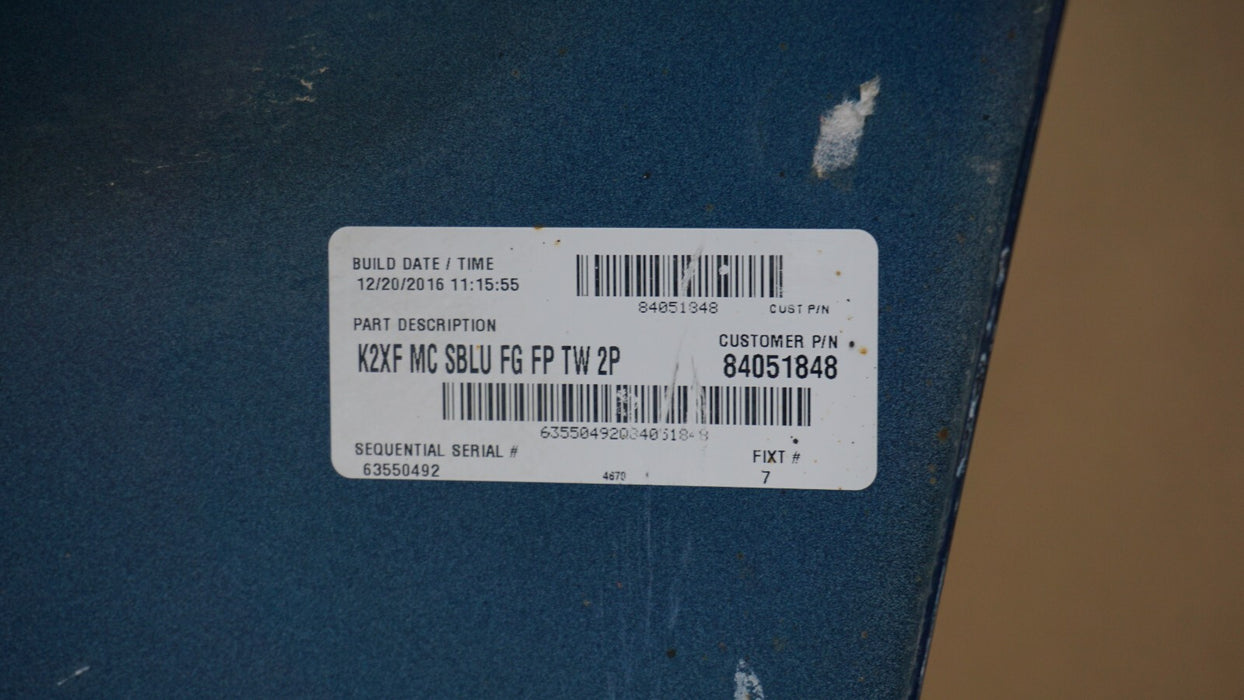 BUILD DATE / TIME
12/20/2016 11:15:55
84051848 CUST P/N
PART DESCRIPTION
CUSTOMER P/N
K2XF MC SBLU FG FP TW 2P
84051848
SEQUENTIAL SERIAL #
63550492
4670
FIXT #
7